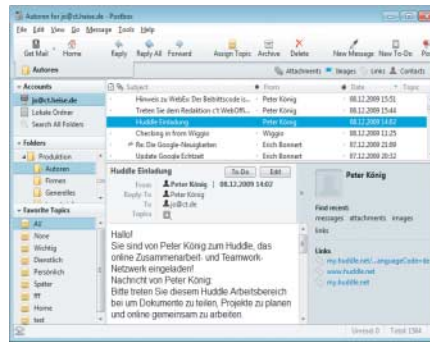 Autoren for jo@ct.heise.de - Postbox
File Edit View Go Message Tools Help
Get Mail Home Reply Reply All Forward Assign Topics Archive Delete New Message New To-Do
Autoren Attachments Images Links Contacts
Accounts
jo@ct.heise.de
Lokale Ordner
Search All Folders
Folders
Produktion
Autoren
Firmen
Generelles
Favorite Topics
All
None
Wichtig
Dienstlich
Persönlich
Später
!!!
Home
test
Subject From Date Topics
Hinweis zu WebEx: Der Beitrittscode is... Peter König 08.12.2009 15:51
Treten Sie dem Redaktion c't WebOffi... Peter König 08.12.2009 15:44
Huddle Einladung Peter König 08.12.2009 14:02
Checking in from Wiggio Wiggio 08.12.2009 11:25
Re: Die Google-Neuigkeiten Erich Bonnert 07.12.2009 21:09
Update Google Echtzeit Erich Bonnert 07.12.2009 20:32
Huddle Einladung To Do Edit
From Peter König | 08.12.2009 14:02
Reply-To Peter König
To jo@ct.de
Topics
Hallo!
Sie sind von Peter König zum Huddle, das
online Zusammenarbeit- und Teamwork-
Netzwerk eingeladen!
Nachricht von Peter König:
Bitte treten Sie diesem Huddle Arbeitsbereich
bei um Dokumente zu teilen, Projekte zu planen
und online gemeinsam zu arbeiten.
Peter König
Find recent:
messages attachments images
links
Links
my.huddle.net/...anguageCode=de
www.huddle.net
my.huddle.net
Unread: 0 Total: 1564